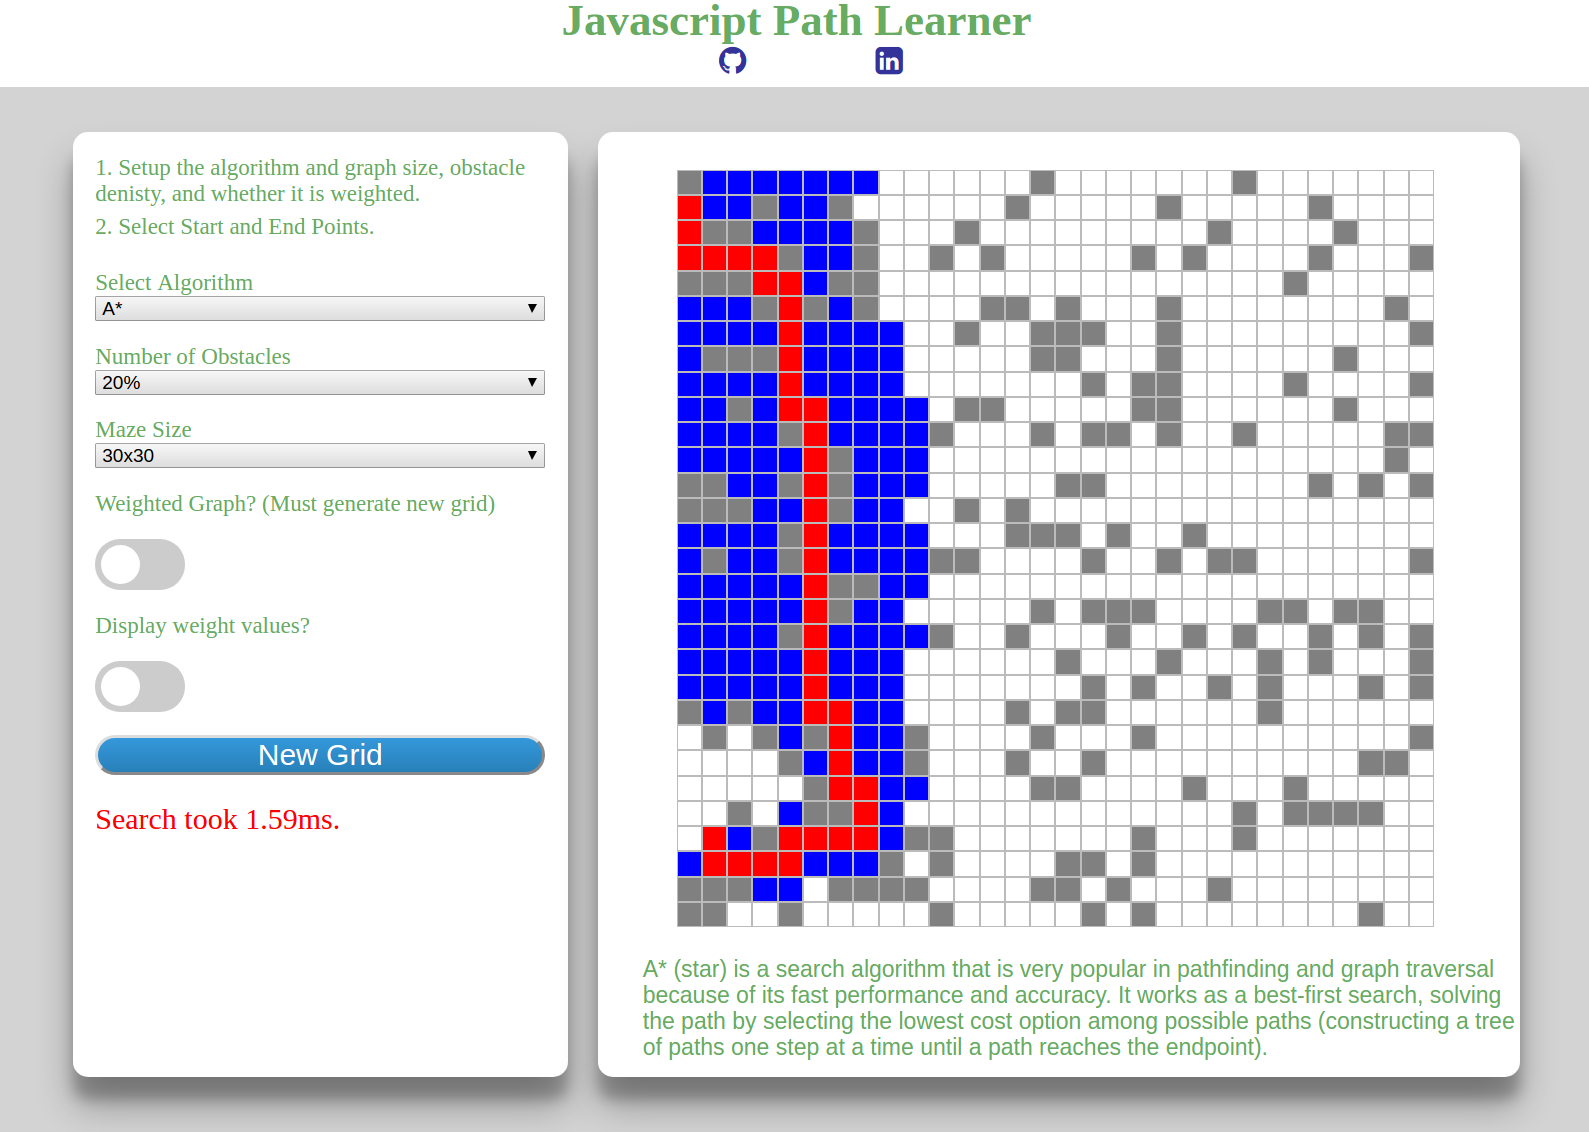 Javascript Path Learner
in
1. Setup the algorithm and graph size, obstacle
denisty, and whether it is weighted.
2. Select Start and End Points.
Select Algorithm
A*
Number of Obstacles
20%
Maze Size
30x30
Weighted Graph? (Must generate new grid)
Display weight values?
New Grid
Search took 1.59ms.
A* (star) is a search algorithm that is very popular in pathfinding and graph traversal
because of its fast performance and accuracy. It works as a best-first search, solving
the path by selecting the lowest cost option among possible paths (constructing a tree
of paths one step at a time until a path reaches the endpoint).